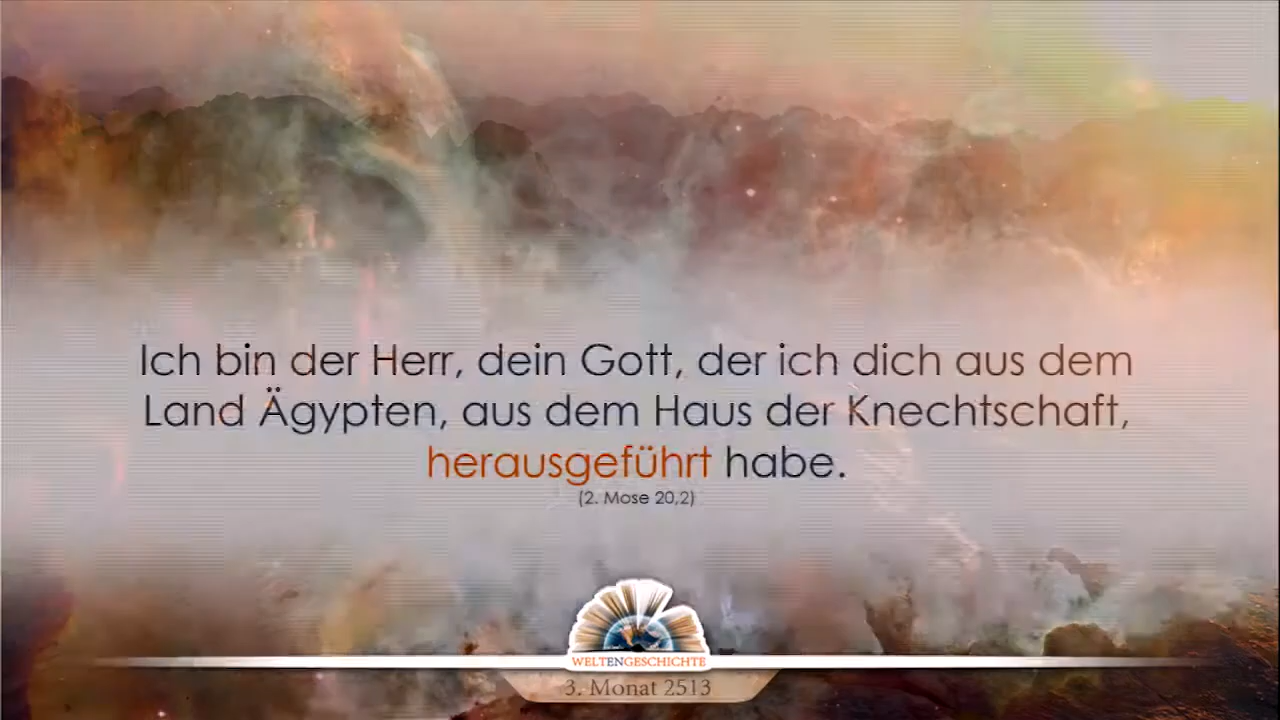 Ich bin der Herr, dein Gott, der ich dich aus dem
Land Ägypten, aus dem Haus der Knechtschaft,
herausgeführt habe.
(2. Mose 20,2)
WELTENGESCHICHTE
3. Monat 2513